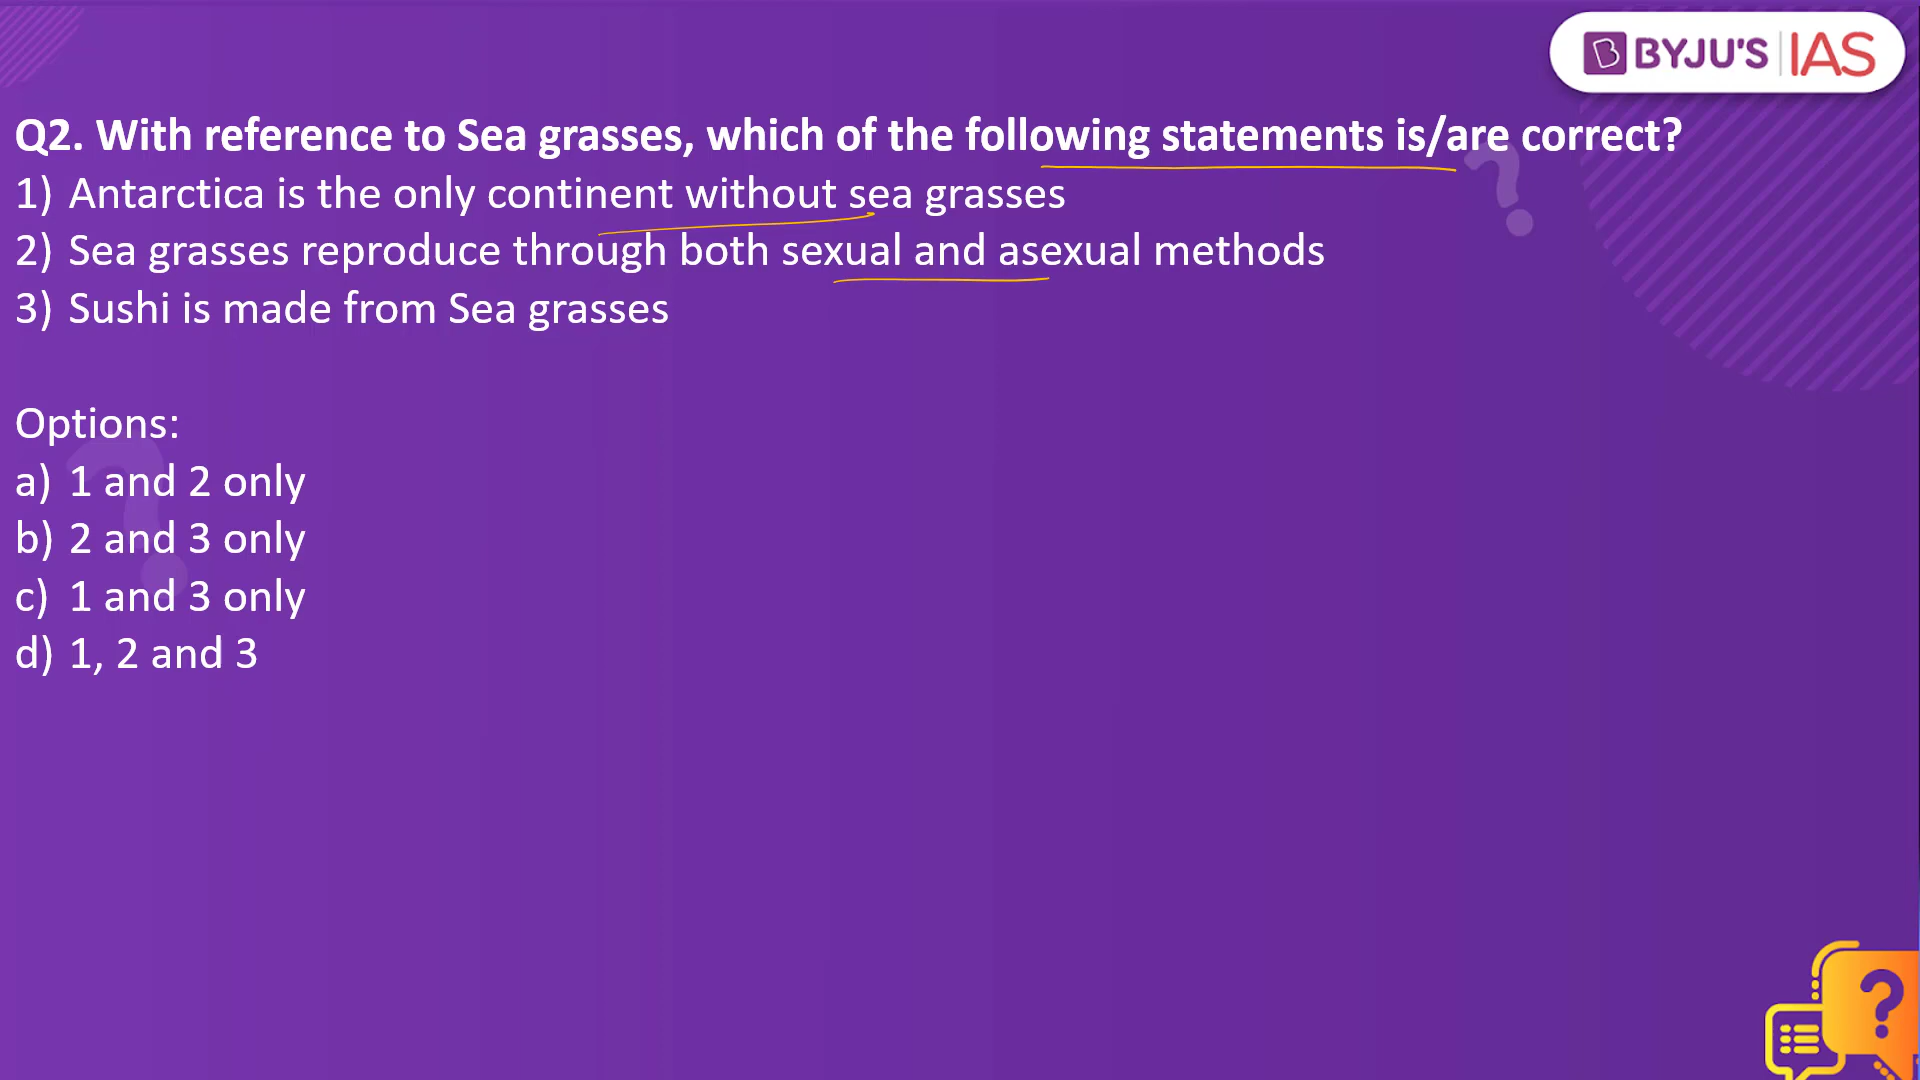 BYJU'S IAS
Q2. With reference to Sea grasses, which of the following statements is/are correct?
1) Antarctica is the only continent without sea grasses
2) Sea grasses reproduce through both sexual and asexual methods
3) Sushi is made from Sea grasses
Options:
a) 1 and 2 only
b) 2 and 3 only
c) 1 and 3 only
d) 1, 2 and 3